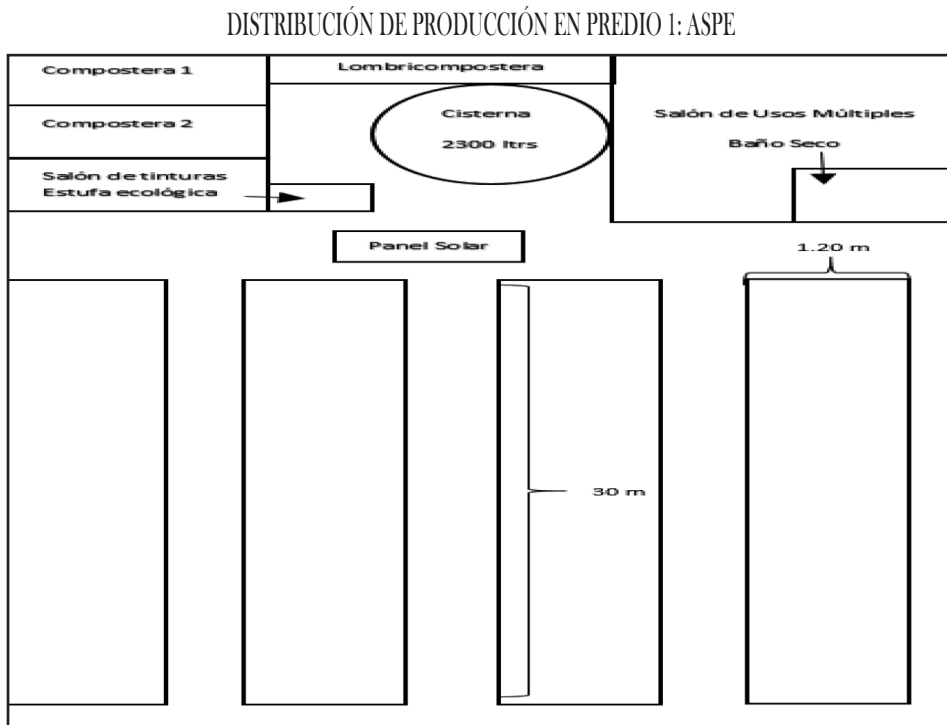 DISTRIBUCIÓN DE PRODUCCIÓN EN PREDIO 1: ASPE
Compostera 1
Lombricompostera
Compostera 2
Cisterna
2300 ltrs
Salón de Usos Múltiples
Baño Seco
Salón de tinturas
Estufa ecológica
Panel Solar
1.20 m
30 m